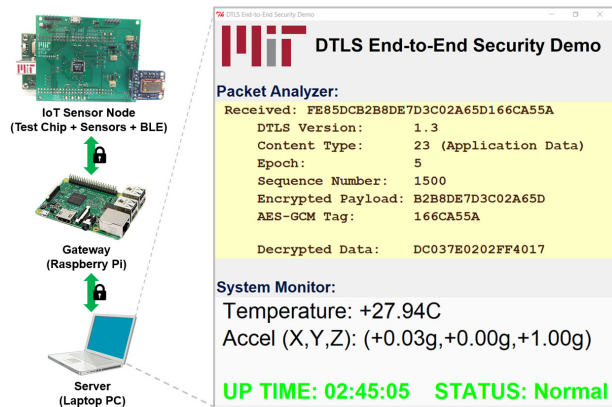 IoT Sensor Node
(Test Chip + Sensors + BLE)
Gateway
(Raspberry Pi)
Server
(Laptop PC)
DTLS End-to-End Security Demo
MIT
DTLS End-to-End Security Demo
Packet Analyzer:
Received: FE85DCB2B8DE7D3C02A65D166CA55A
DTLS Version: 1.3
Content Type: 23 (Application Data)
Epoch: 5
Sequence Number: 1500
Encrypted Payload: B2B8DE7D3C02A65D
AES-GCM Tag: 166CA55A
Decrypted Data: DC037E0202FF4017
System Monitor:
Temperature: +27.94C
Accel (X,Y,Z): (+0.03g,+0.00g,+1.00g)
UP TIME: 02:45:05 STATUS: Normal